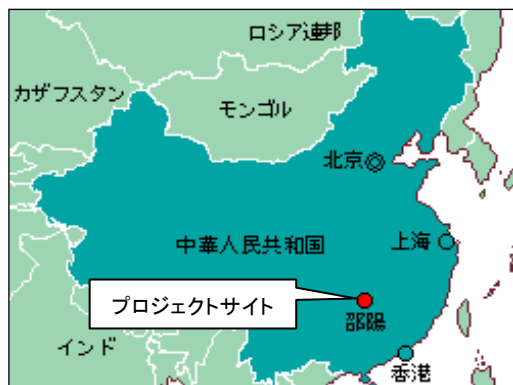 ロシア連邦
カザフスタン
モンゴル
北京
中華人民共和国
上海
プロジェクトサイト
邵陽
インド
香港